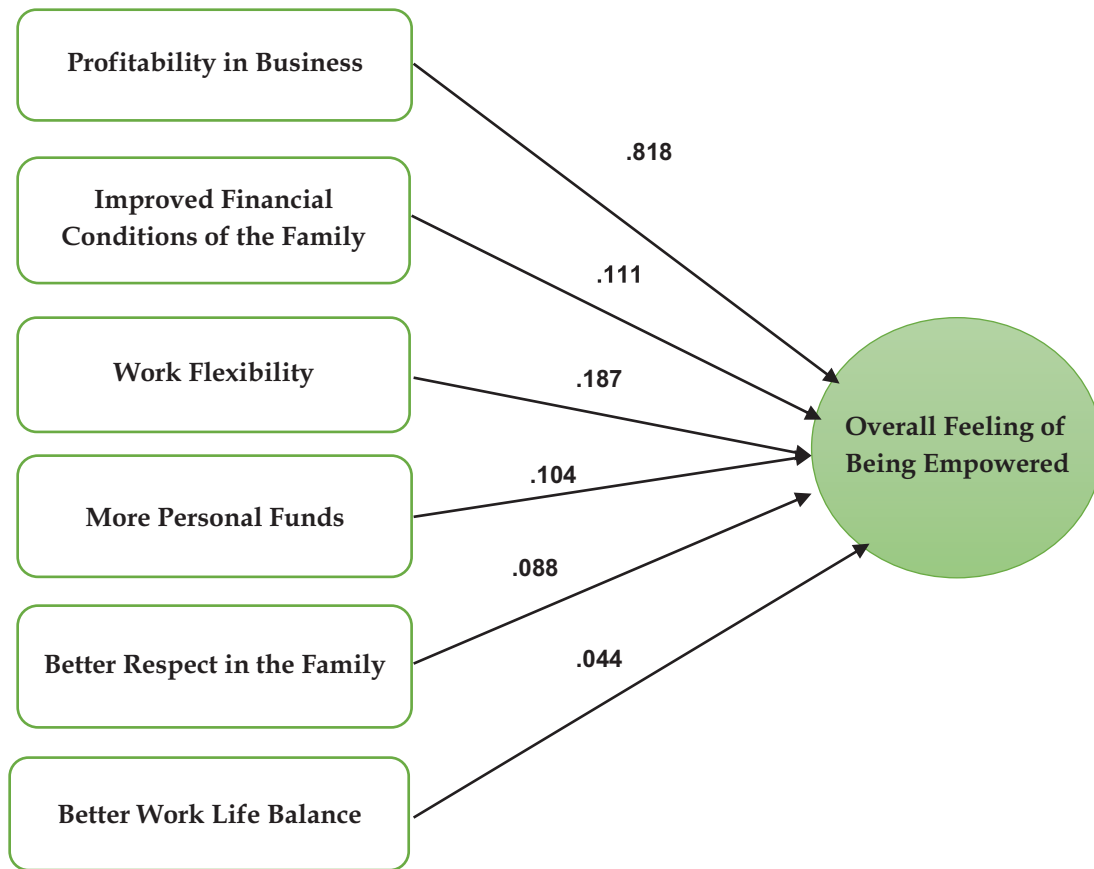 Profitability in Business
.818
Improved Financial
Conditions of the Family
.111
Work Flexibility
.187
Overall Feeling of
Being Empowered
More Personal Funds
.104
Better Respect in the Family
.088
Better Work Life Balance
.044